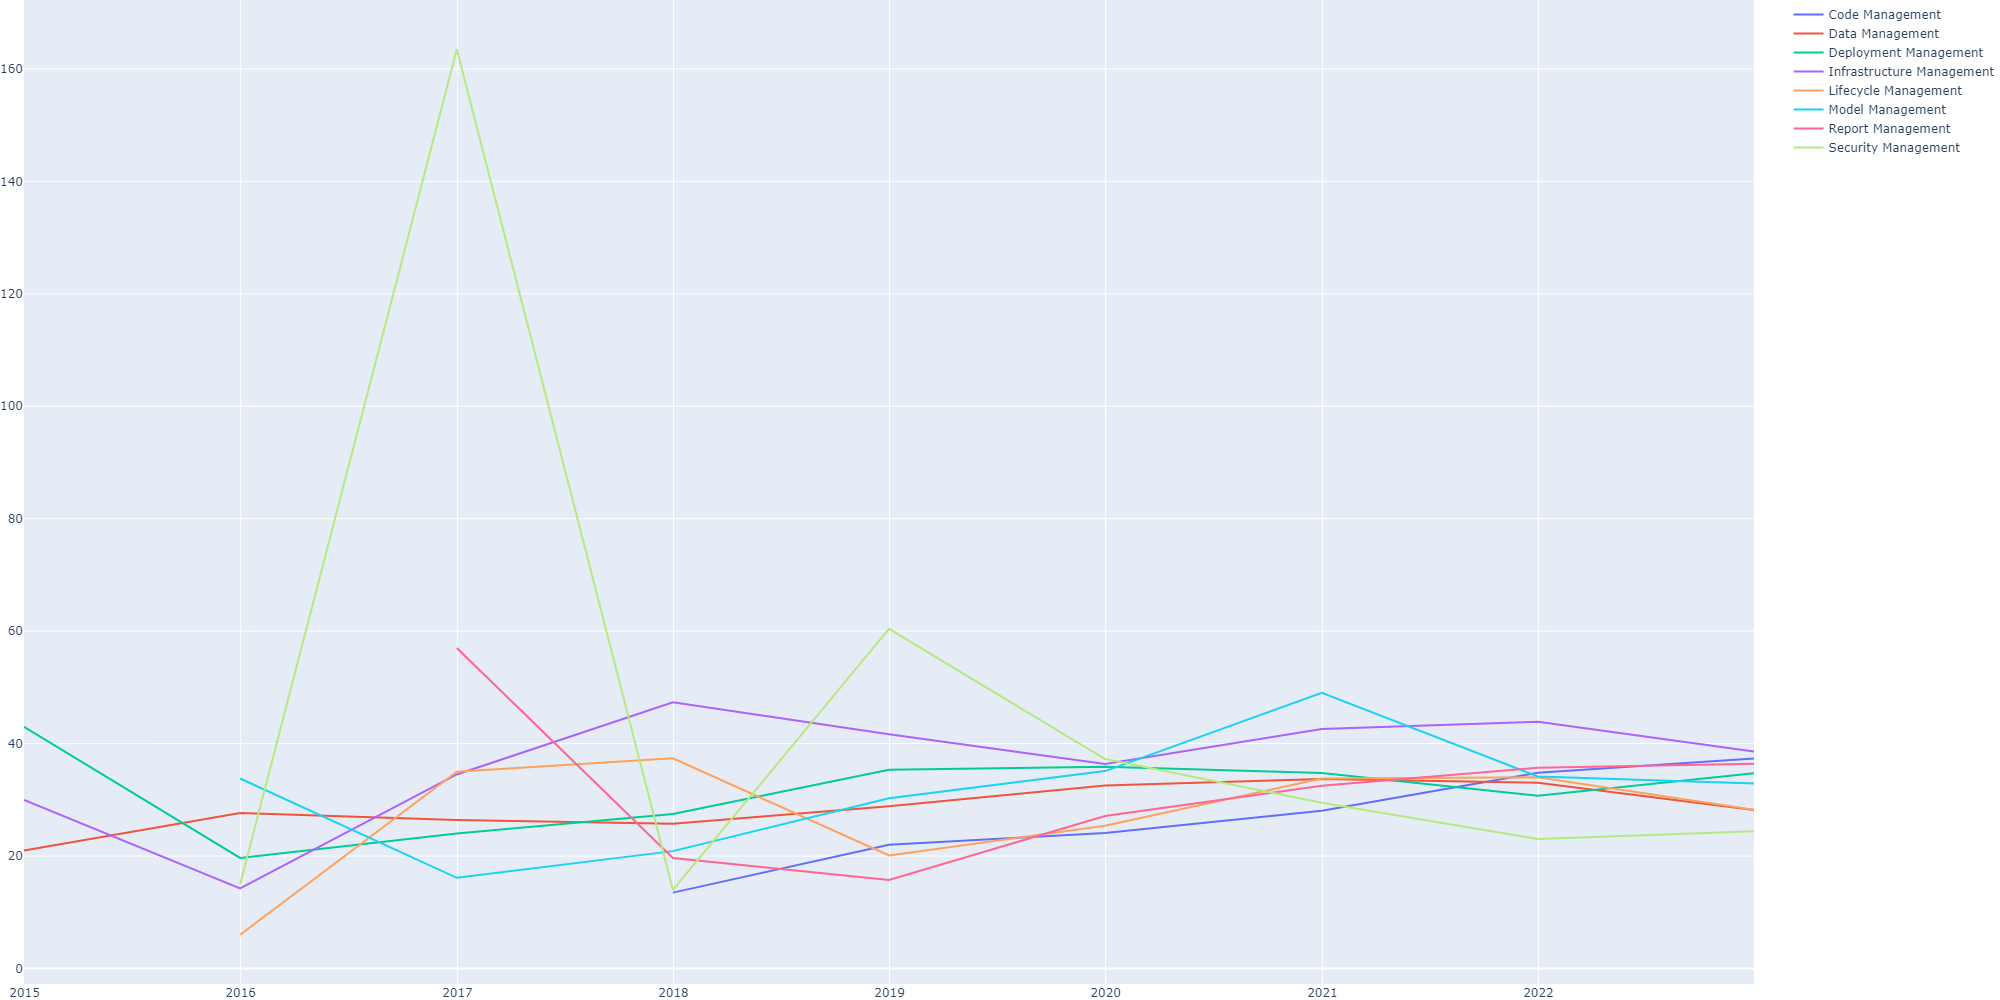 160
140
120
100
80
60
40
20
0
2015 2016 2017 2018 2019 2020 2021 2022
Code Management
Data Management
Deployment Management
Infrastructure Management
Lifecycle Management
Model Management
Report Management
Security Management